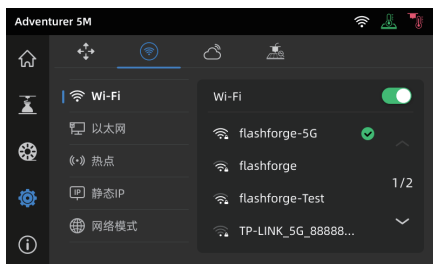 Adventurer 5M
Wi-Fi
以太网
热点
IP 静态IP
网络模式
Wi-Fi
flashforge-5G
flashforge
flashforge-Test
TP-LINK_5G_88888...
1/2